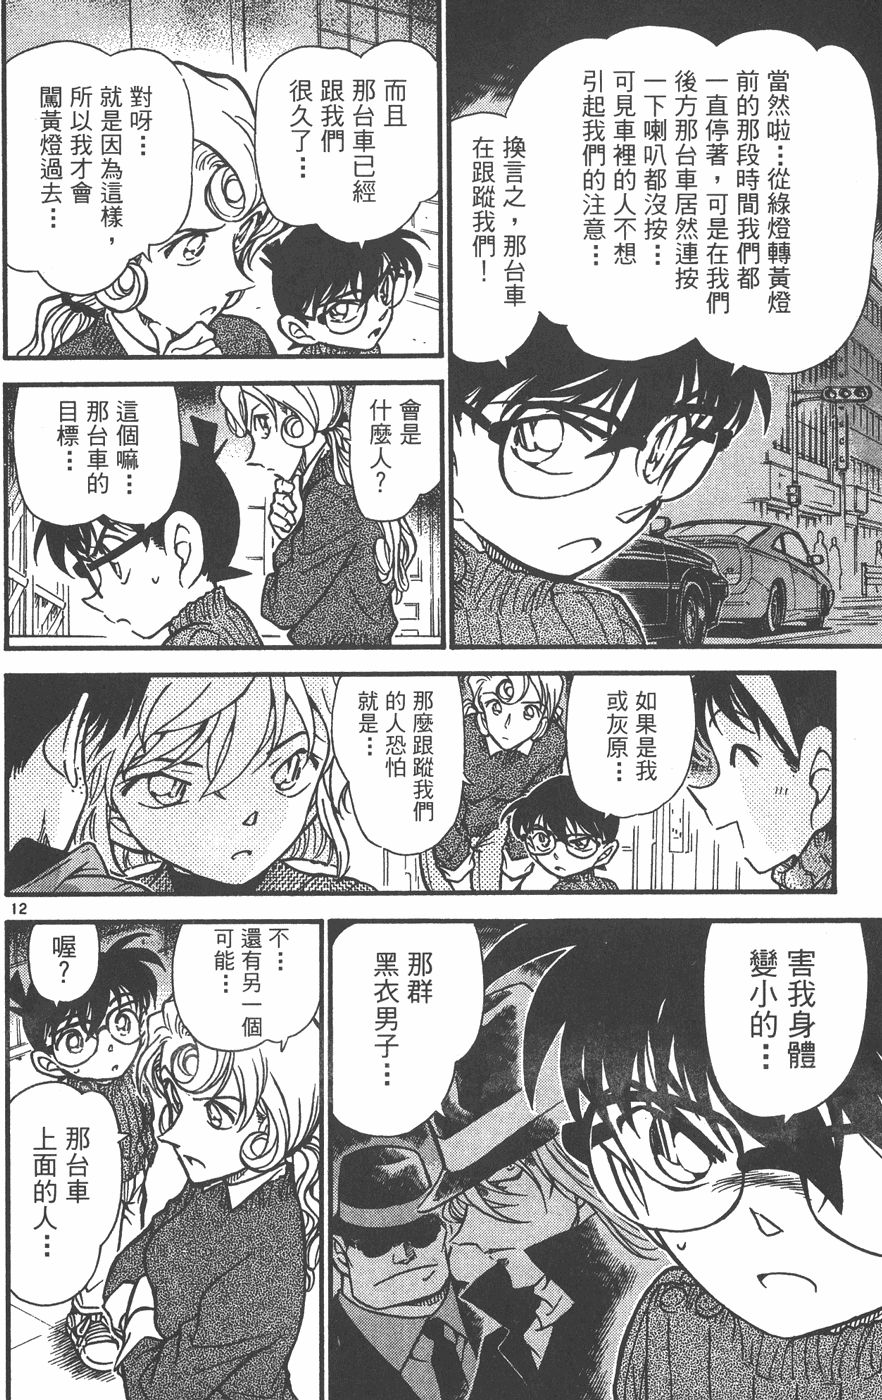 當然啦…從綠燈轉黃燈
前的那段時間我們都
一直停著，可是在我們
後方那台車居然連按
一下喇叭都沒按…
可見車裡的人不想
引起我們的注意…
換言之，那台車
在跟蹤我們！
而且
那台車已經
跟我們
很久了…
對呀…
就是因為這樣，
所以我才會
闖黃燈過去…
會是
什麼人？
這個嘛…
那台車的
目標…
如果是我
或灰原…
那麼跟蹤我們
的人恐怕
就是…
12
害我身體
變小的…
那群
黑衣男子…
不…
還有另一個
可能…
喔？
那台車
上面的人…